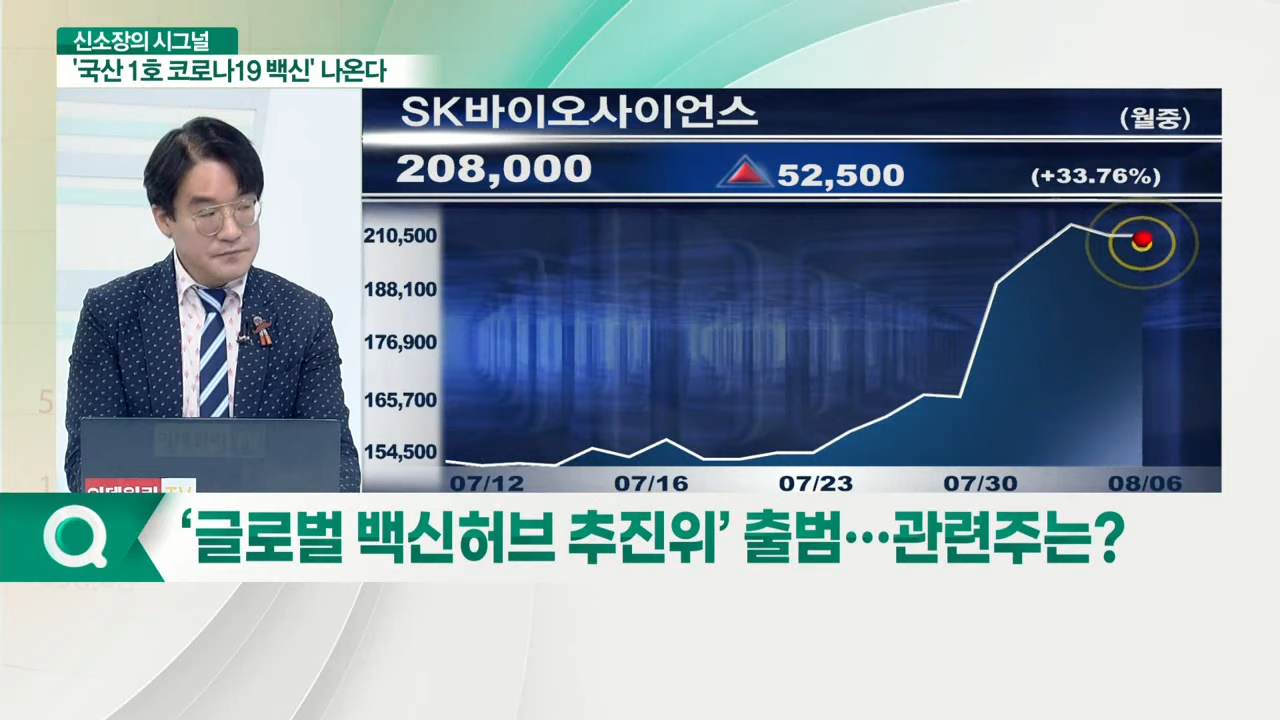 신소장의 시그널
'국산 1호 코로나19 백신' 나온다
SK바이오사이언스 (월중)
208,000 ▲ 52,500 (+33.76%)
210,500
188,100
176,900
165,700
154,500
07/12 07/16 07/23 07/30 08/06
‘글로벌 백신허브 추진위’ 출범…관련주는?